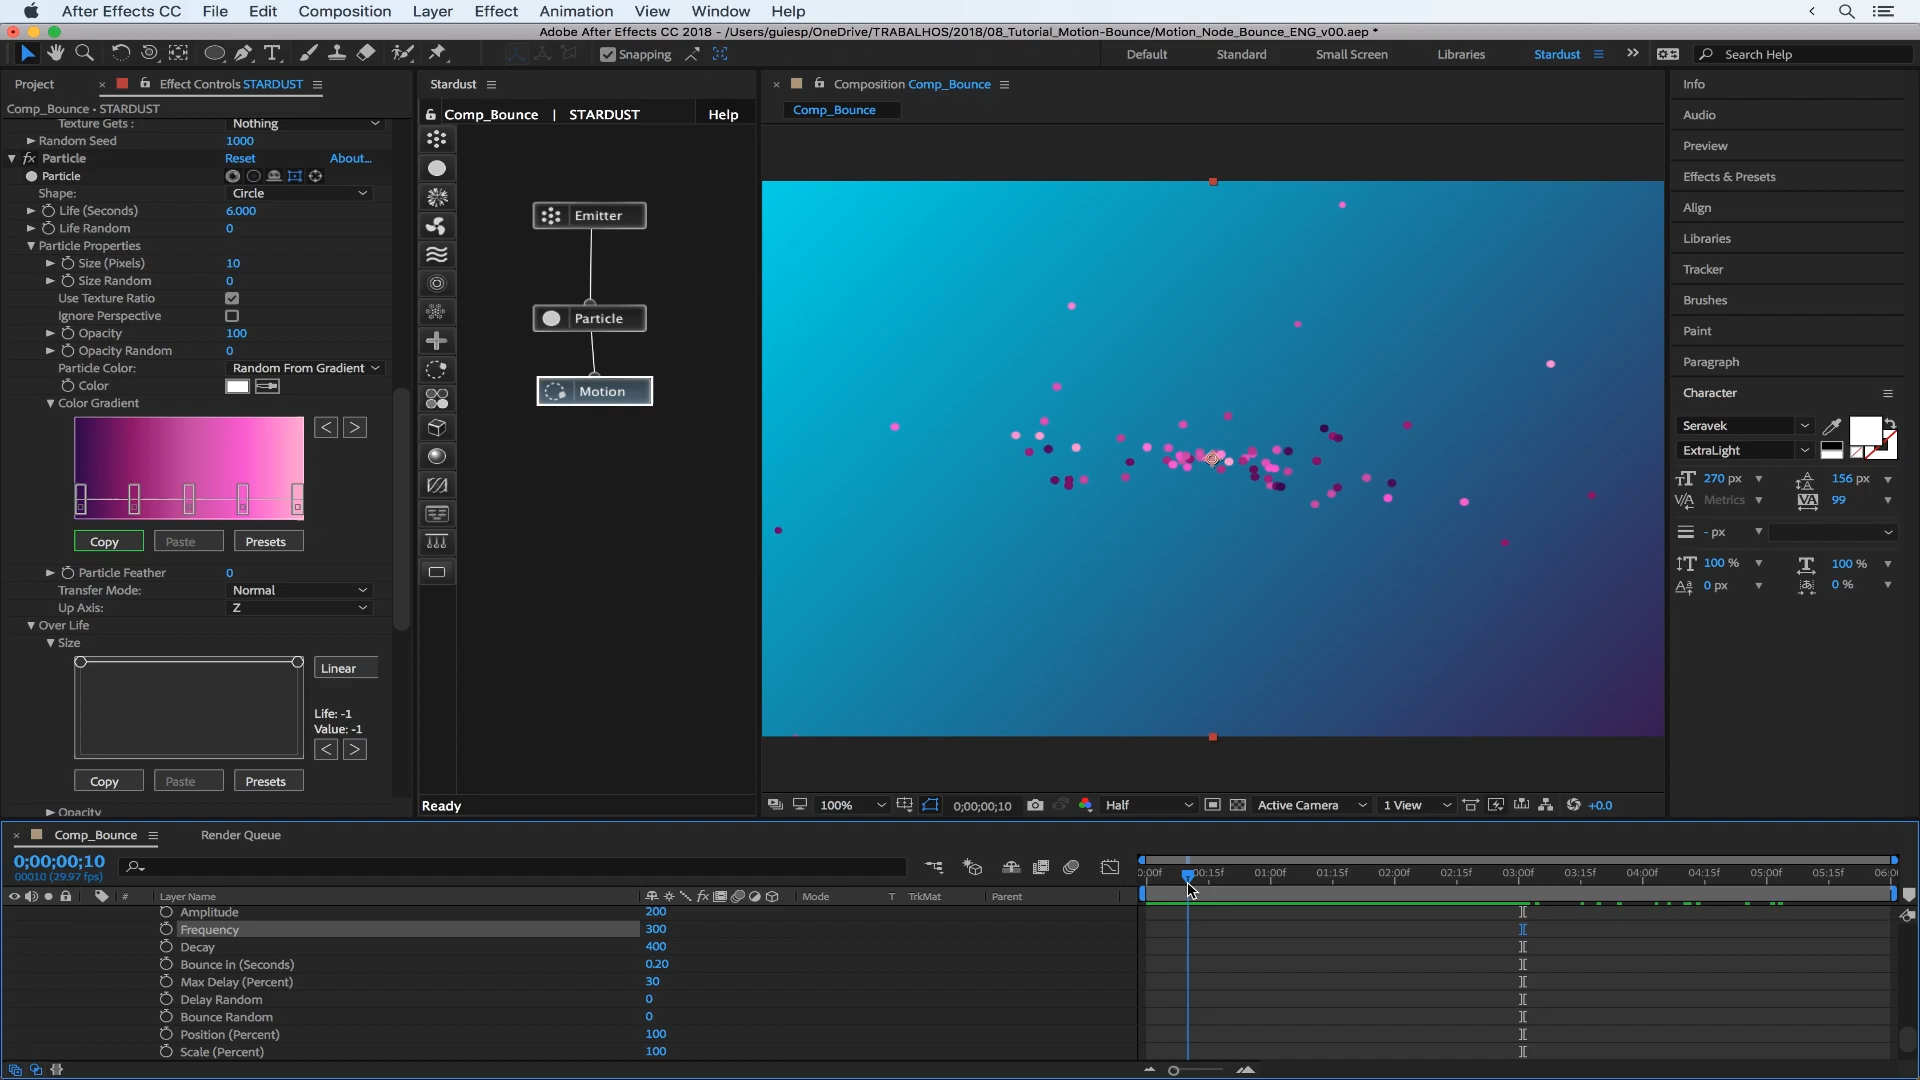 After Effects CC File Edit Composition Layer Effect Animation View Window Help
Adobe After Effects CC 2018 - /Users/guiesp/OneDrive/TRABALHOS/2018/08_Tutorial_Motion-Bounce/Motion_Node_Bounce_ENG_v00.aep *
Snapping Default Standard Small Screen Libraries Stardust Search Help
Project Effect Controls STARDUST
Comp_Bounce • STARDUST
Texture Gets : Nothing
Random Seed 1000
fx Particle Reset About...
Particle
Shape: Circle
Life (Seconds) 6.000
Life Random 0
Particle Properties
Size (Pixels) 10
Size Random 0
Use Texture Ratio
Ignore Perspective
Opacity 100
Opacity Random 0
Particle Color: Random From Gradient
Color
Color Gradient
< >
Copy Paste Presets
Particle Feather 0
Transfer Mode: Normal
Up Axis: Z
Over Life
Size
Linear
Life: -1
Value: -1
< >
Copy Paste Presets
Opacity
Stardust
Comp_Bounce | STARDUST Help
Emitter
Particle
Motion
Ready
Composition Comp_Bounce
Comp_Bounce
100% 0;00;00;10 Half Active Camera 1 View +0.0
Info
Audio
Preview
Effects & Presets
Align
Libraries
Tracker
Brushes
Paint
Paragraph
Character
Seravek
ExtraLight
270 px 156 px
Metrics 99
- px
100 % 100 %
0 px 0 %
Comp_Bounce Render Queue
0;00;00;10
00010 (29.97 fps)
# Layer Name fx Mode T TrkMat Parent
:00f 00:15f 01:00f 01:15f 02:00f 02:15f 03:00f 03:15f 04:00f 04:15f 05:00f 05:15f 06:0
Amplitude 200
Frequency 300
Decay 400
Bounce in (Seconds) 0.20
Max Delay (Percent) 30
Delay Random 0
Bounce Random 0
Position (Percent) 100
Scale (Percent) 100